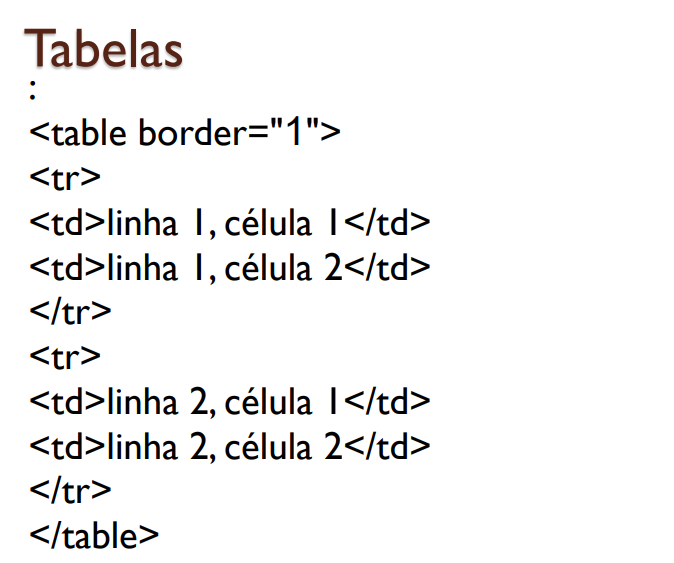 Tabelas
:
<table border="1">
<tr>
<td>linha 1, célula 1</td>
<td>linha 1, célula 2</td>
</tr>
<tr>
<td>linha 2, célula 1</td>
<td>linha 2, célula 2</td>
</tr>
</table>